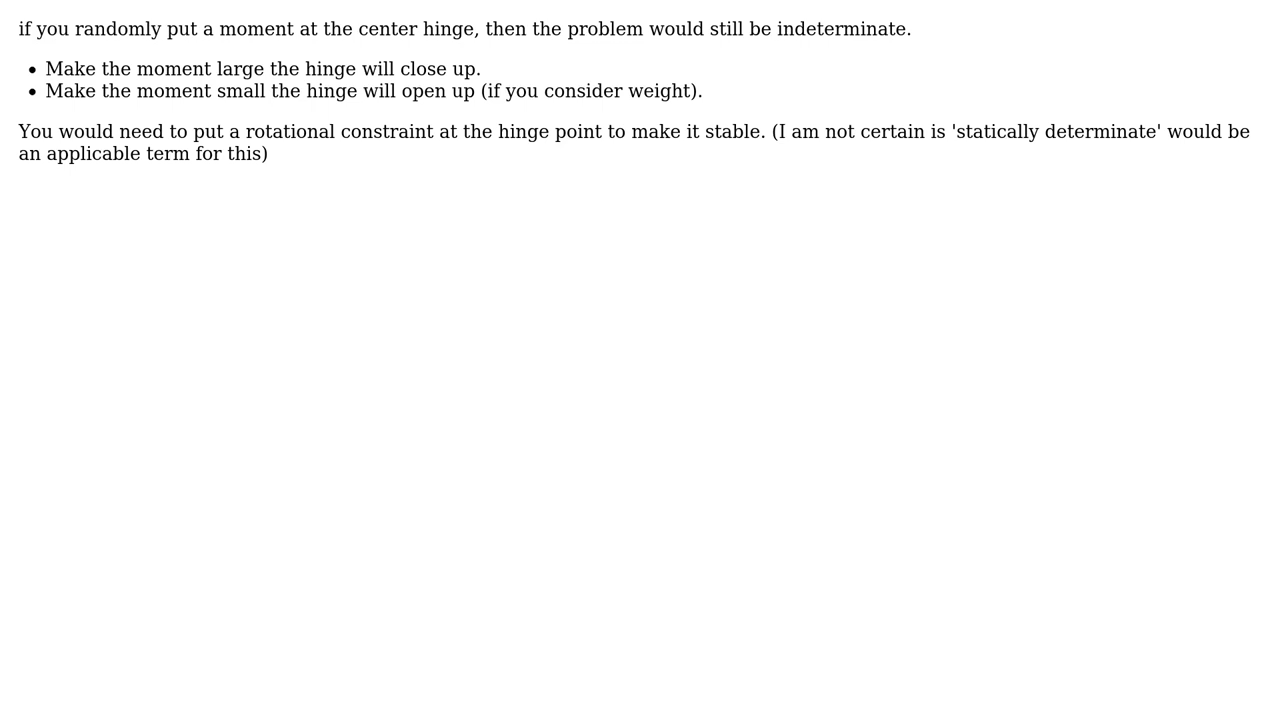 if you randomly put a moment at the center hinge, then the problem would still be indeterminate.
• Make the moment large the hinge will close up.
• Make the moment small the hinge will open up (if you consider weight).
You would need to put a rotational constraint at the hinge point to make it stable. (I am not certain is 'statically determinate' would be
an applicable term for this)